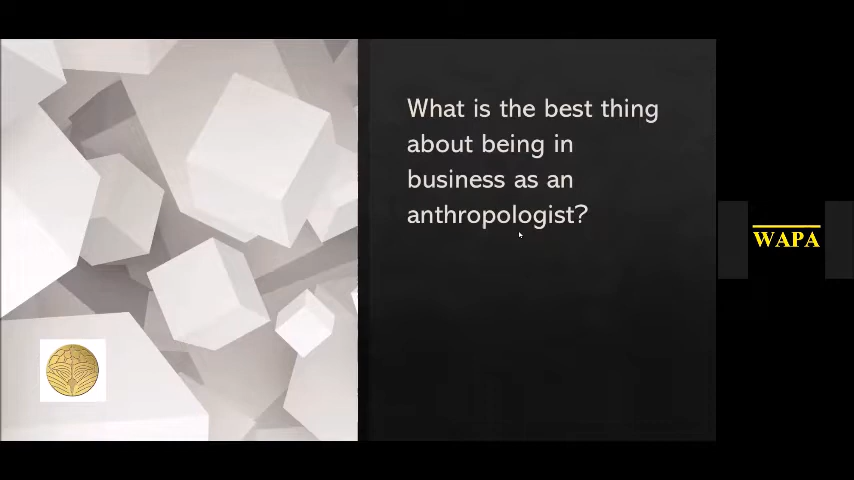 What is the best thing
about being in
business as an
anthropologist?
WAPA